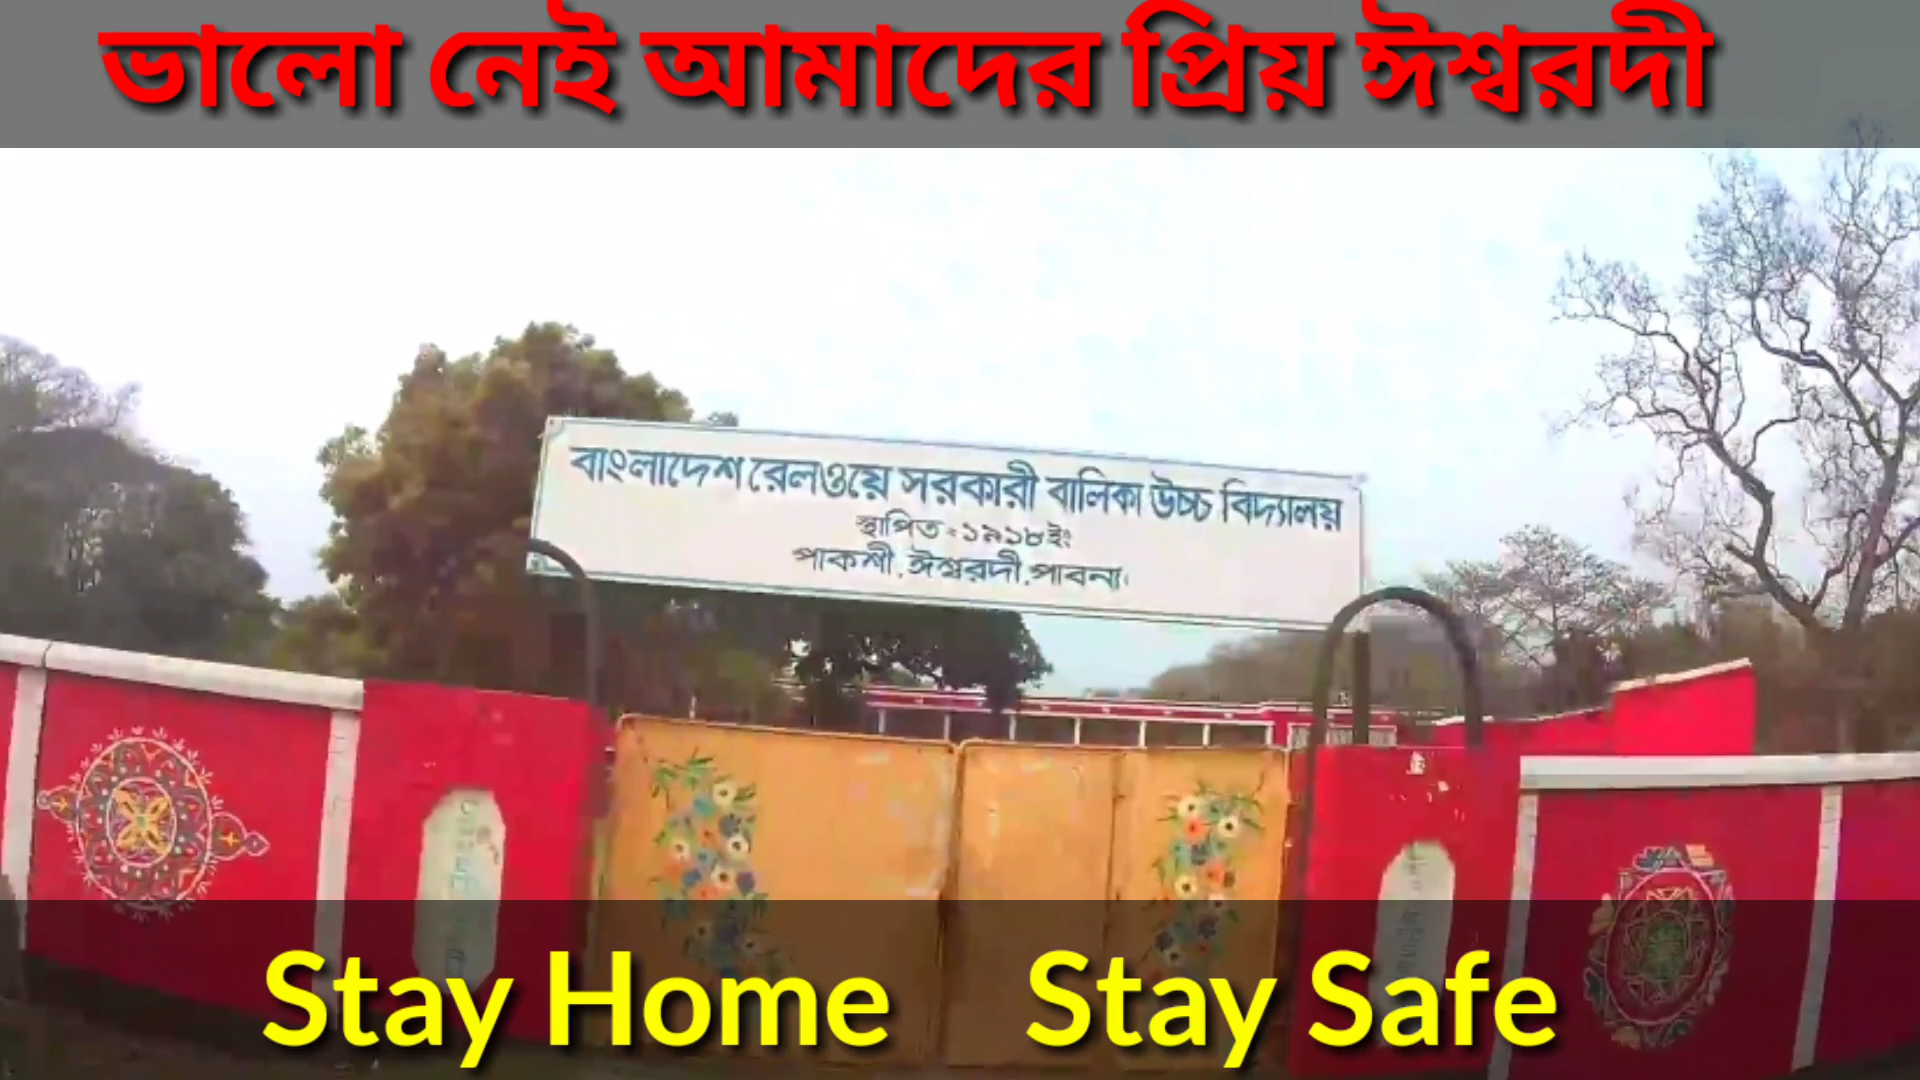 ভালো নেই আমাদের প্রিয় ঈশ্বরদী
বাংলাদেশ রেলওয়ে সরকারী বালিকা উচ্চ বিদ্যালয়
স্থাপিত - ১৯১৮ইং
পাকশী, ঈশ্বরদী, পাবনা।
Stay Home Stay Safe